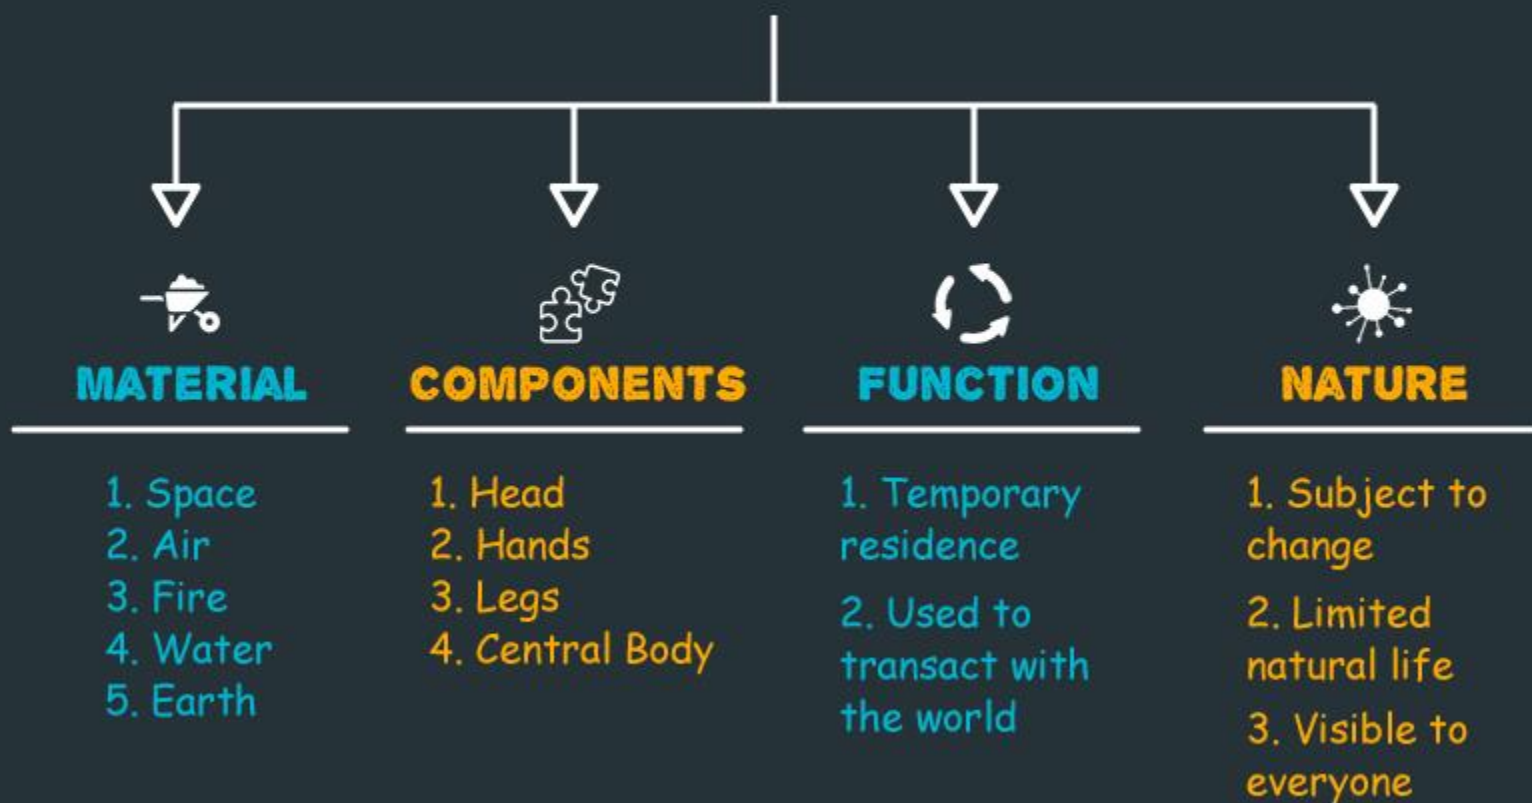 MATERIAL
1. Space
2. Air
3. Fire
4. Water
5. Earth
COMPONENTS
1. Head
2. Hands
3. Legs
4. Central Body
FUNCTION
1. Temporary
residence
2. Used to
transact with
the world
NATURE
1. Subject to
change
2. Limited
natural life
3. Visible to
everyone